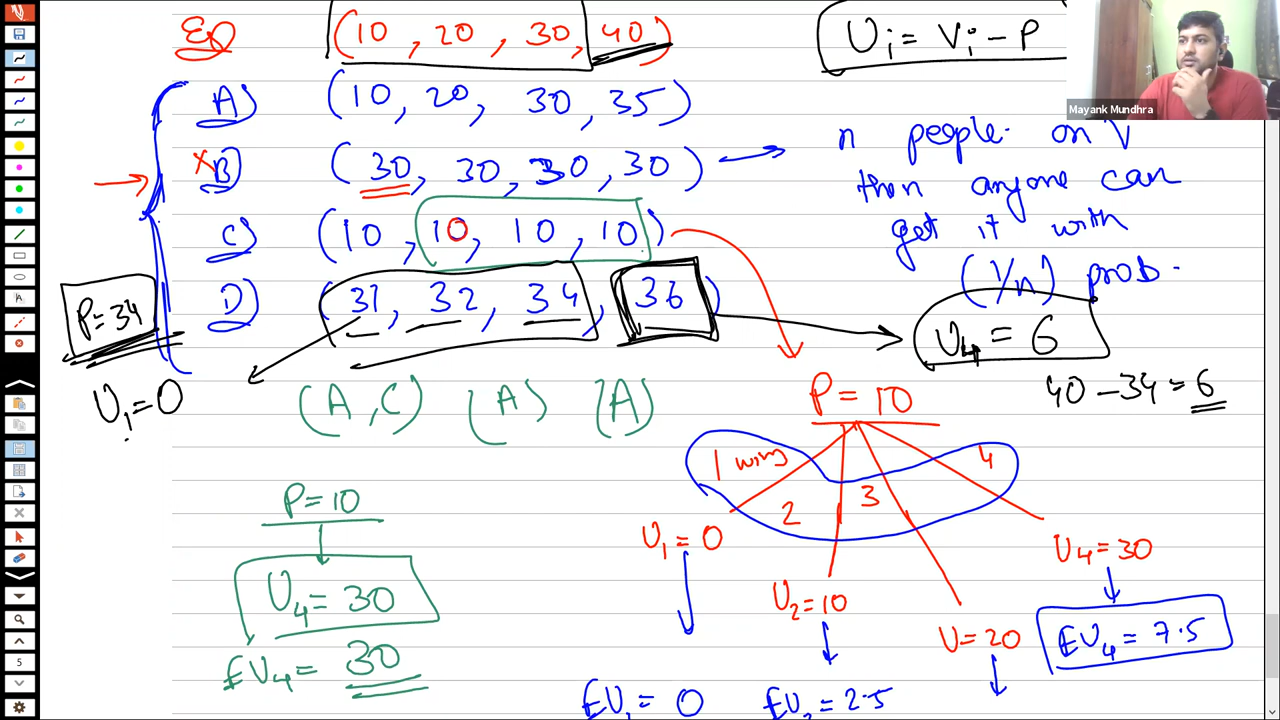 EQ (10, 20, 30, 40) Ui = Vi - P
Mayank Mundhra
A) (10, 20, 30, 35)
XB) (30, 30, 30, 30) → n people on V
then anyone can
C) (10, 10, 10, 10) get it with
(1/n) prob.
P=34 D) (31, 32, 34, 36) U4 = 6
U1=0 40-34=6
(A, C) (A) (A) P=10
1 wins 2 3 4
P=10
U1=0 U2=10 U=20 U4=30
U4=30
EU4=30 EU4=7.5
EU1=0 EU2=2.5
5